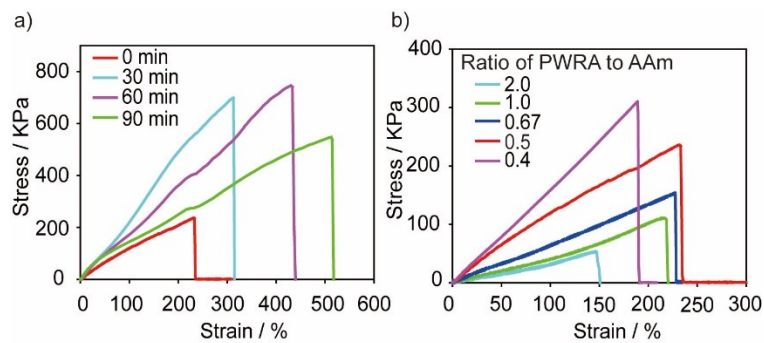 a)
0 min
30 min
60 min
90 min
800
600
400
200
0
Stress / KPa
0 100 200 300 400 500 600
Strain / %
b)
Ratio of PWRA to AAm
2.0
1.0
0.67
0.5
0.4
400
300
200
100
0
Stress / KPa
0 50 100 150 200 250 300
Strain / %